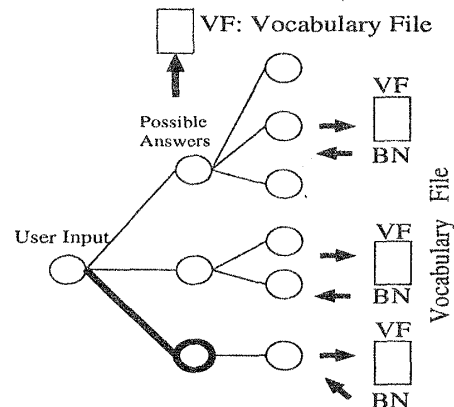 VF: Vocabulary File
Possible
Answers
VF
BN
User Input
VF
BN
VF
BN
Vocabulary File